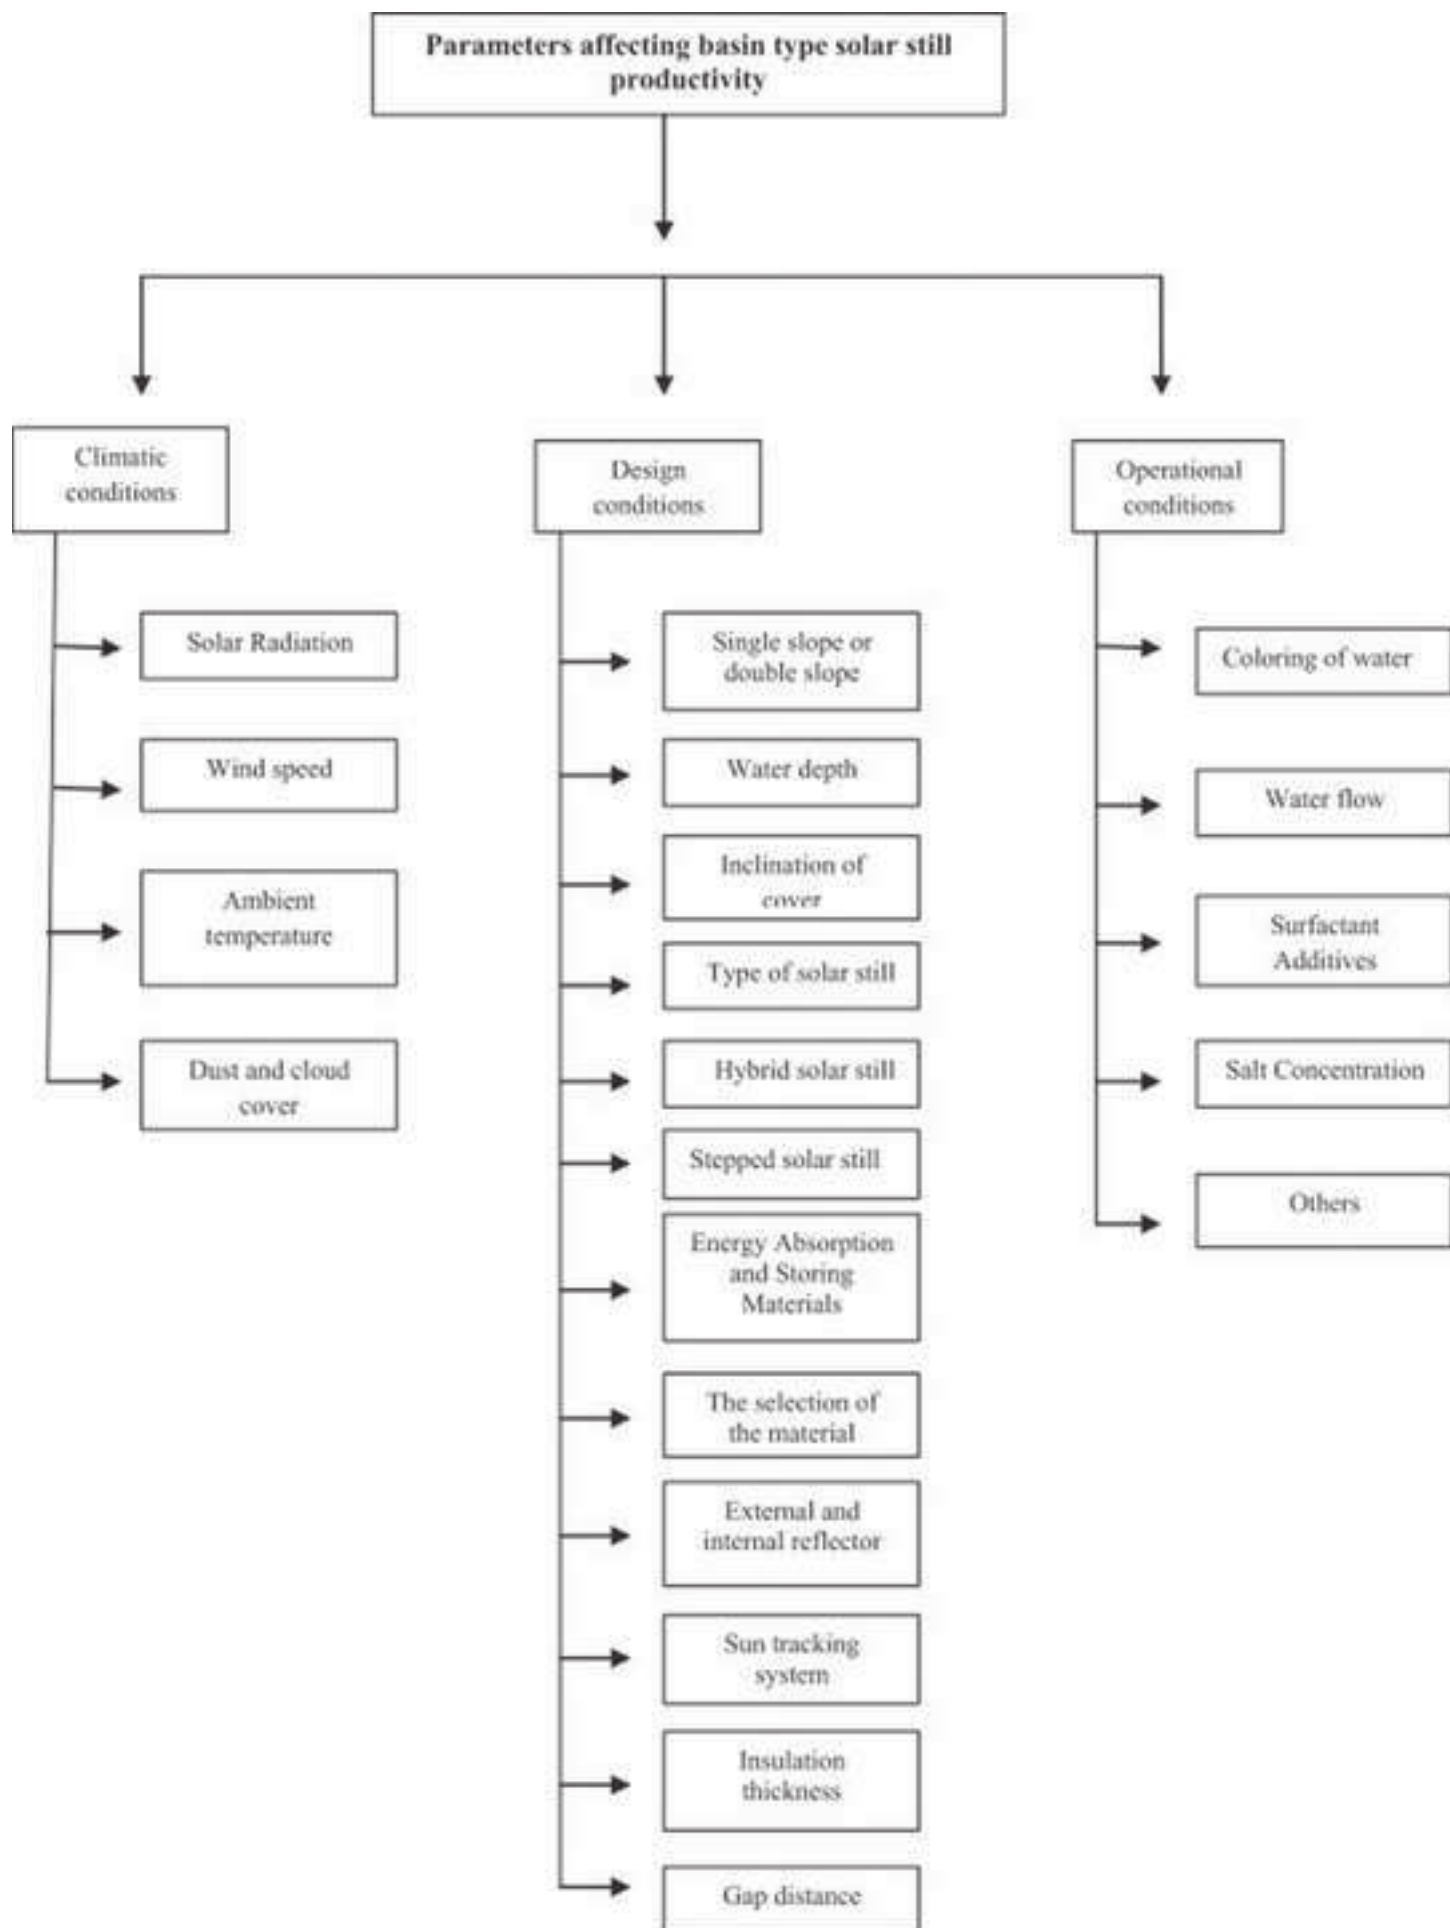 Parameters affecting basin type solar still
productivity
Climatic
conditions
Solar Radiation
Wind speed
Ambient
temperature
Dust and cloud
cover
Design
conditions
Single slope or
double slope
Water depth
Inclination of
cover
Type of solar still
Hybrid solar still
Stepped solar still
Energy Absorption
and Storing
Materials
The selection of
the material
External and
internal reflector
Sun tracking
system
Insulation
thickness
Gap distance
Operational
conditions
Coloring of water
Water flow
Surfactant
Additives
Salt Concentration
Others